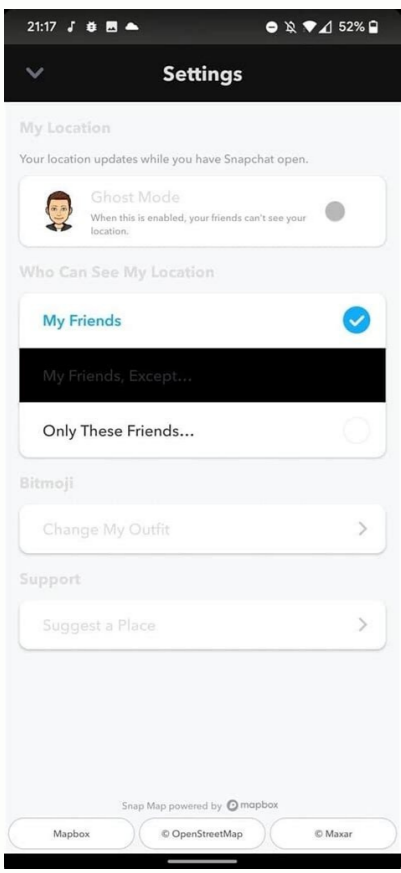 21:17 52%
Settings
My Location
Your location updates while you have Snapchat open.
Ghost Mode
When this is enabled, your friends can't see your
location.
Who Can See My Location
My Friends
My Friends, Except...
Only These Friends...
Bitmoji
Change My Outfit
Support
Suggest a Place
Snap Map powered by mapbox
Mapbox © OpenStreetMap © Maxar